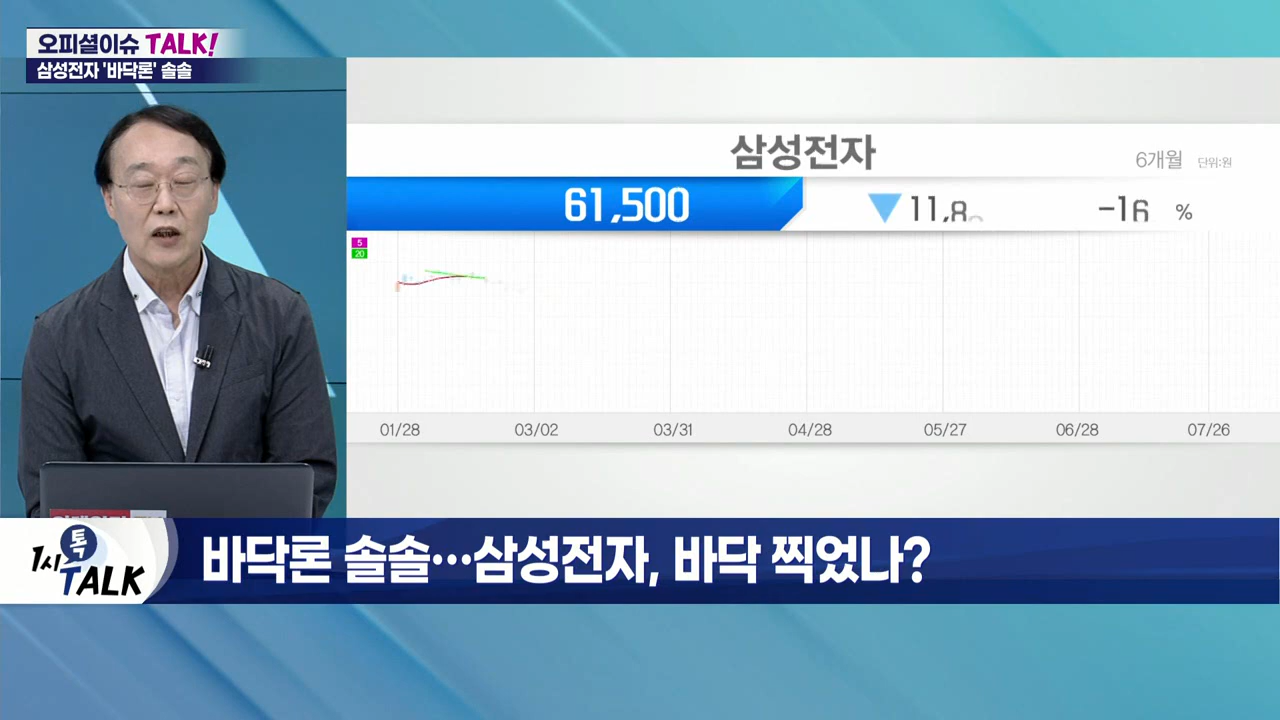 오피셜이슈 TALK!
삼성전자 '바닥론' 솔솔
삼성전자
6개월 단위:원
61,500
▼
-16 %
5
20
01/28 03/02 03/31 04/28 05/27 06/28 07/26
1시 톡 TALK
바닥론 솔솔…삼성전자, 바닥 찍었나?